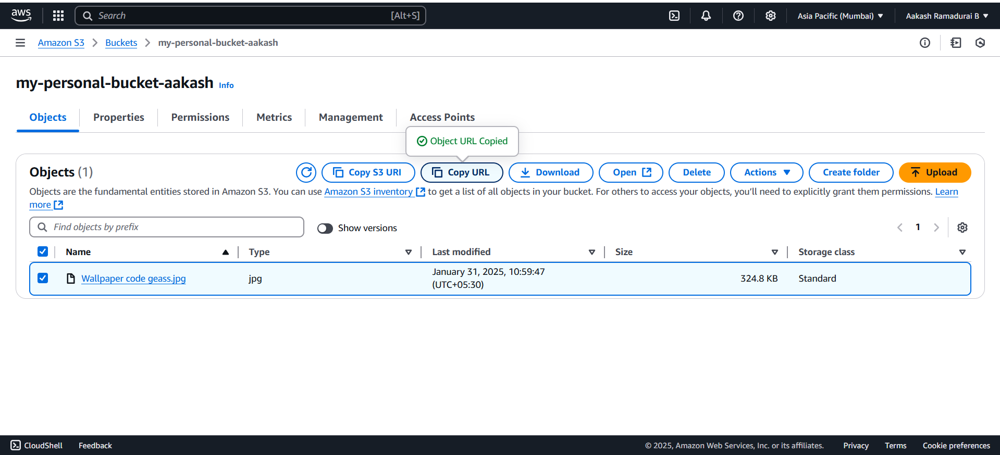 aws
Search [Alt+S]
Asia Pacific (Mumbai)
Aakash Ramadurai B
Amazon S3
Buckets
my-personal-bucket-aakash
my-personal-bucket-aakash Info
Objects
Properties
Permissions
Metrics
Management
Access Points
Object URL Copied
Objects (1)
Copy S3 URI
Copy URL
Download
Open
Delete
Actions
Create folder
Upload
Objects are the fundamental entities stored in Amazon S3. You can use Amazon S3 inventory to get a list of all objects in your bucket. For others to access your objects, you’ll need to explicitly grant them permissions. Learn
more
Find objects by prefix
Show versions
1
Name
Type
Last modified
Size
Storage class
Wallpaper code geass.jpg
jpg
January 31, 2025, 10:59:47
(UTC+05:30)
324.8 KB
Standard
CloudShell
Feedback
© 2025, Amazon Web Services, Inc. or its affiliates.
Privacy
Terms
Cookie preferences